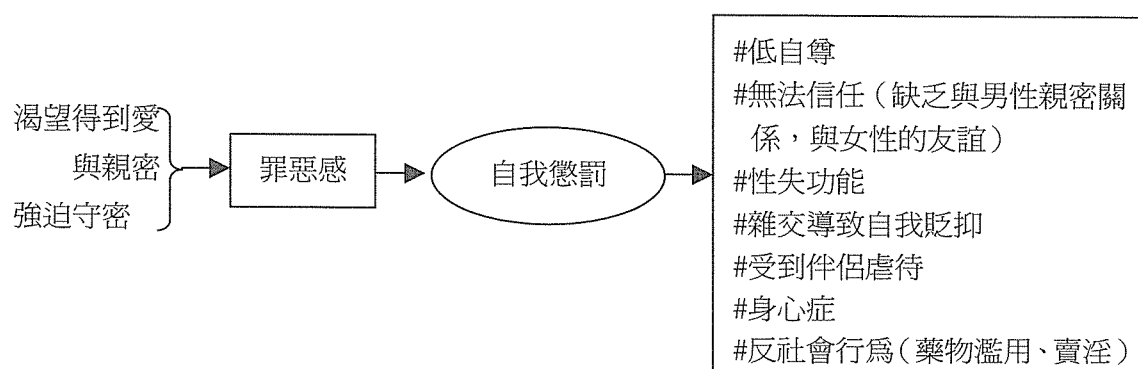 渴望得到愛
與親密
強迫守密
罪惡感
自我懲罰
#低自尊
#無法信任（缺乏與男性親密關
係，與女性的友誼）
#性失功能
#雜交導致自我貶抑
#受到伴侶虐待
#身心症
#反社會行爲（藥物濫用、賣淫）